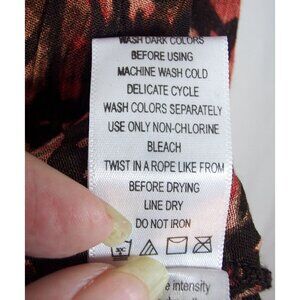 WASH DARK COLORS
BEFORE USING
MACHINE WASH COLD
DELICATE CYCLE
WASH COLORS SEPARATELY
USE ONLY NON-CHLORINE
BLEACH
TWIST IN A ROPE LIKE FROM
BEFORE DRYING
LINE DRY
DO NOT IRON
intensity